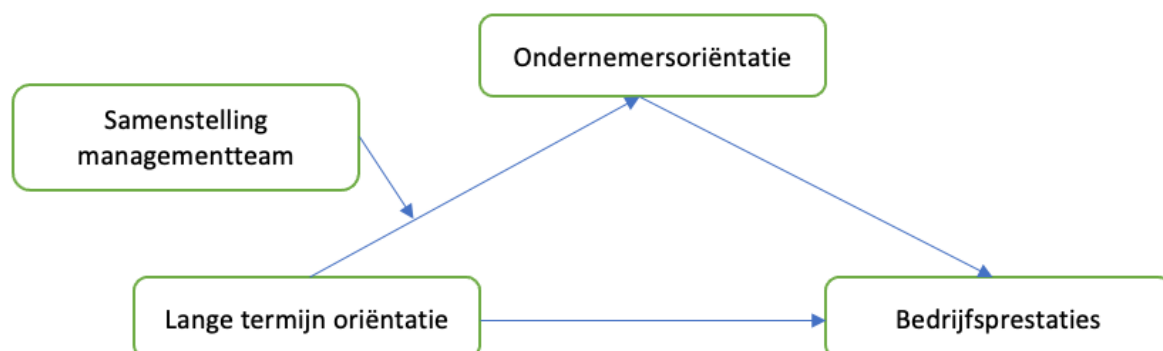 Ondernemersoriëntatie
Samenstelling
managementteam
Lange termijn oriëntatie
Bedrijfsprestaties